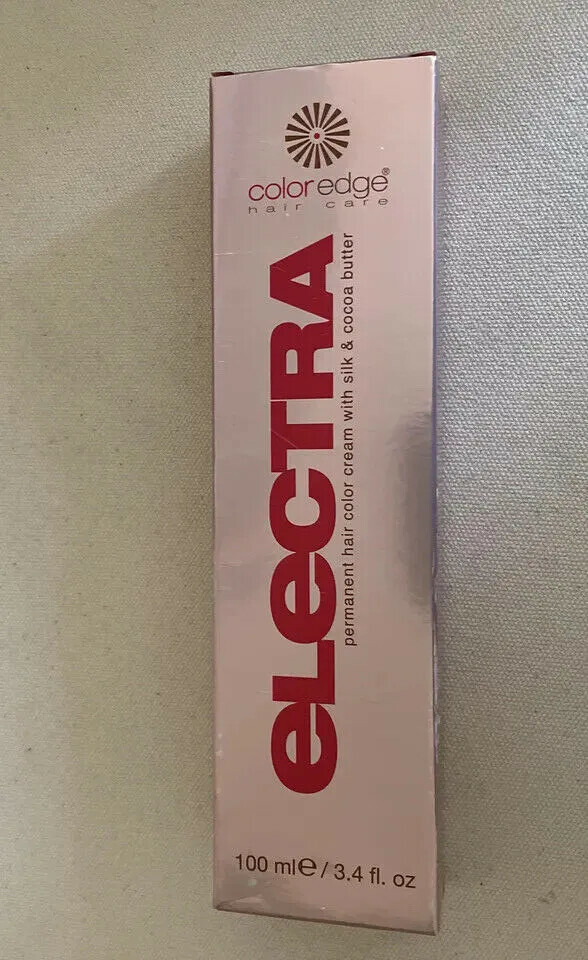 coloredge®
hair care
eLeCTRA
permanent hair color cream with silk & cocoa butter
100 ml℮ / 3.4 fl. oz